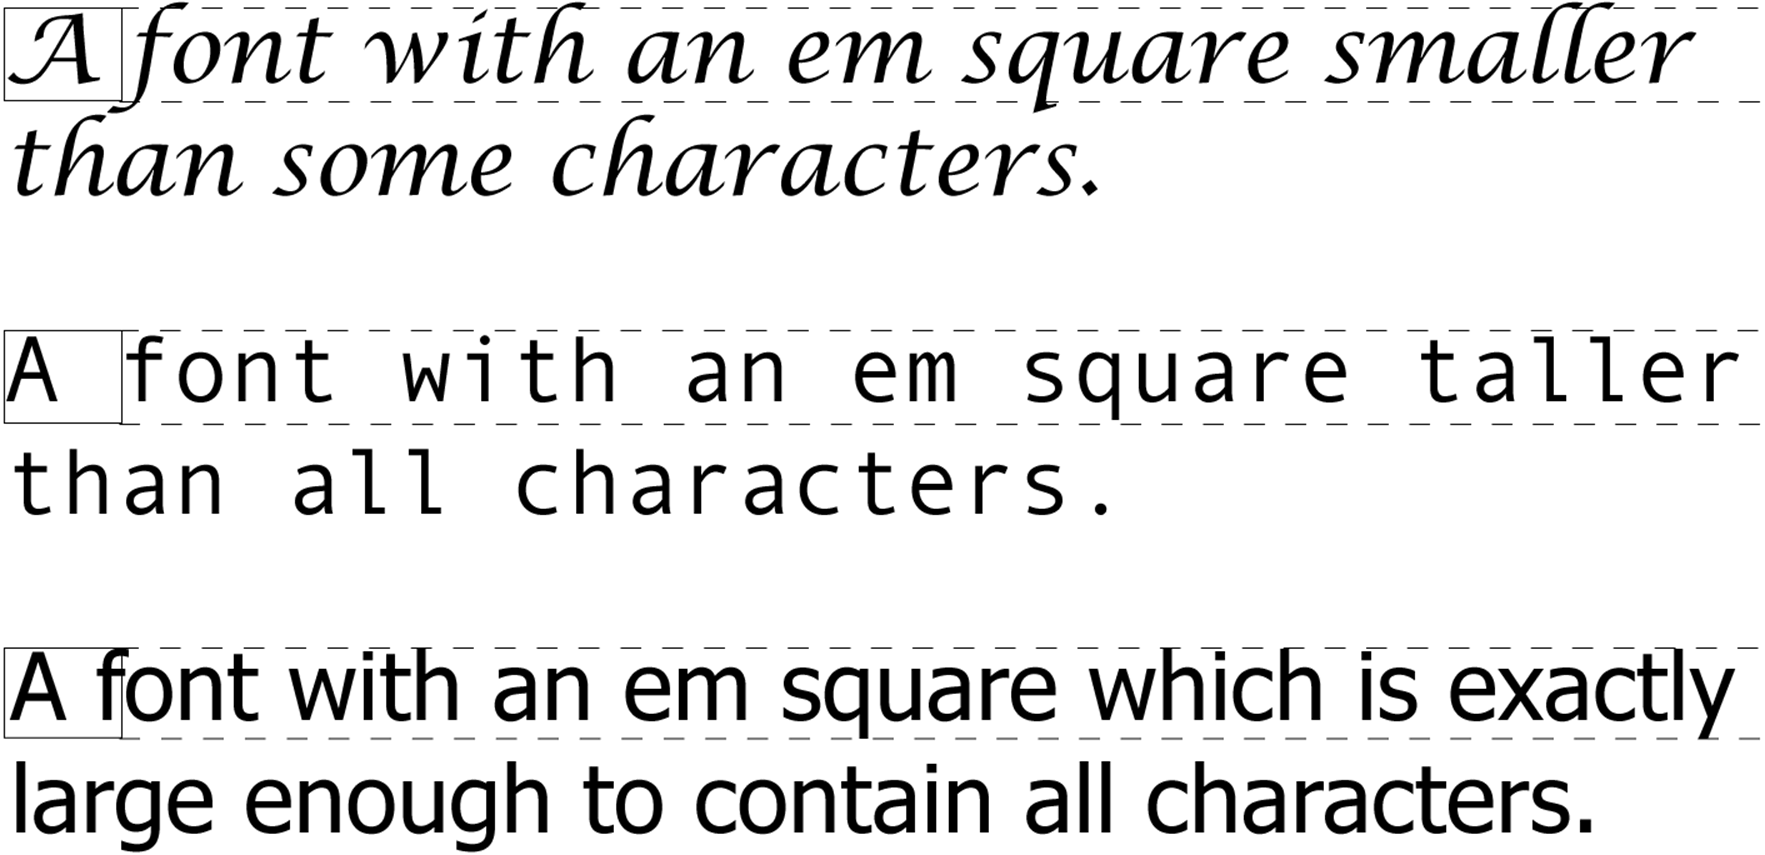 A font with an em square smaller
than some characters.
A font with an em square taller
than all characters.
A font with an em square which is exactly
large enough to contain all characters.